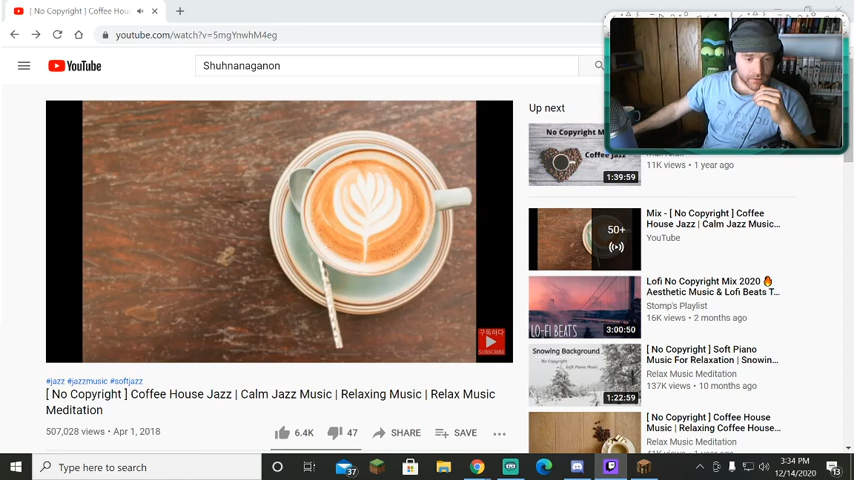 [ No Copyright ] Coffee Hous
youtube.com/watch?v=5mgYnwhM4eg
YouTube
Shuhnanaganon
Up next
No Copyright M
Coffee Jazz
1:39:59
11K views • 1 year ago
50+
Mix - [ No Copyright ] Coffee
House Jazz | Calm Jazz Music...
YouTube
LO-FI BEATS
3:00:50
Lofi No Copyright Mix 2020 🔥
Aesthetic Music & Lofi Beats T...
Stomp's Playlist
16K views • 2 months ago
Snowing Background
No Copyright
Soft Piano Music
1:22:59
[ No Copyright ] Soft Piano
Music For Relaxation | Snowin...
Relax Music Meditation
137K views • 10 months ago
[ No Copyright ] Coffee House
Music | Relaxing Coffee House...
Relax Music Meditation
구독하다
SUBSCRIBE
#jazz #jazzmusic #softjazz
[ No Copyright ] Coffee House Jazz | Calm Jazz Music | Relaxing Music | Relax Music
Meditation
507,028 views • Apr 1, 2018
6.4K
47
SHARE
SAVE
Type here to search
37
3:34 PM
12/14/2020
13